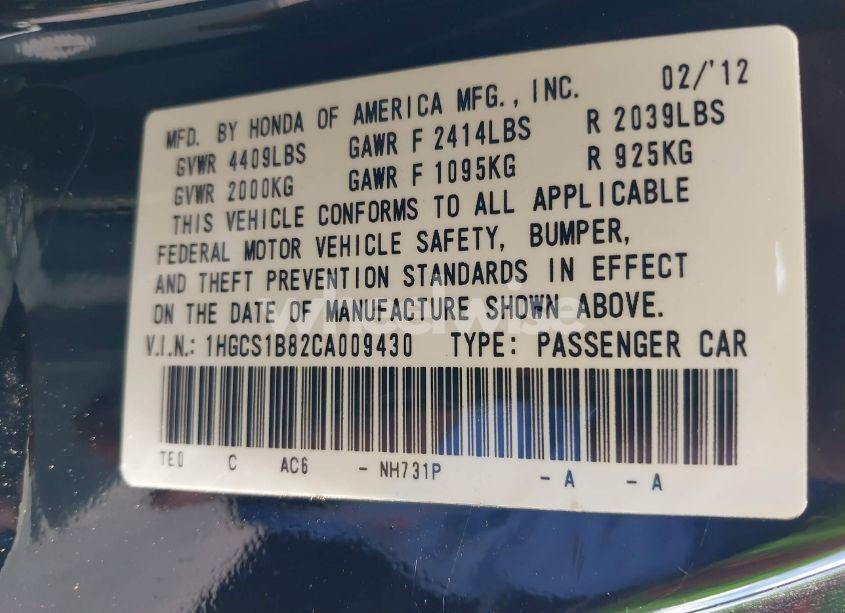 MFD. BY HONDA OF AMERICA MFG., INC. 02/'12
GVWR 4409LBS GAWR F 2414LBS R 2039LBS
GVWR 2000KG GAWR F 1095KG R 925KG
THIS VEHICLE CONFORMS TO ALL APPLICABLE
FEDERAL MOTOR VEHICLE SAFETY, BUMPER,
AND THEFT PREVENTION STANDARDS IN EFFECT
ON THE DATE OF MANUFACTURE SHOWN ABOVE.
wheelwise
V.I.N.: 1HGCS1B82CA009430 TYPE: PASSENGER CAR
TE0 C AC6 - NH731P - A - A